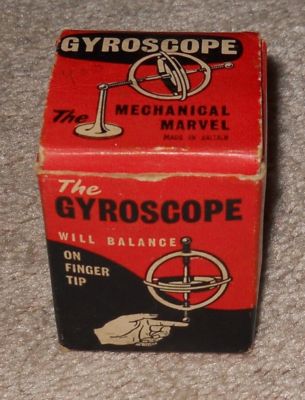 GYROSCOPE
The MECHANICAL
MARVEL
MADE IN BRITAIN
The
GYROSCOPE
WILL BALANCE
ON
FINGER
TIP